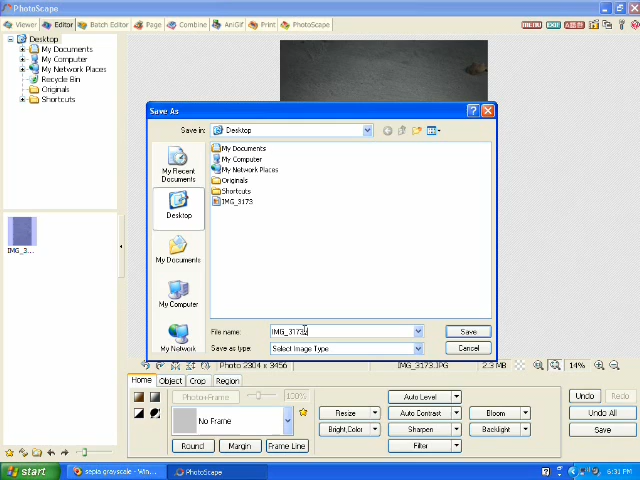 PhotoScape
Viewer Editor Batch Editor Page Combine AniGif Print PhotoScape MENU EXIF
Desktop
My Documents
My Computer
My Network Places
Recycle Bin
Originals
Shortcuts
IMG_3...
Save As
Save in: Desktop
My Recent Documents
Desktop
My Documents
My Computer
My Network
My Documents
My Computer
My Network Places
Originals
Shortcuts
IMG_3173
File name: IMG_3173 Save
Save as type: Select Image Type Cancel
Photo 2304 x 3456 IMG_3173.JPG 2.3 MB 14%
Home Object Crop Region
Photo+Frame 100%
No Frame
Round Margin Frame Line
Auto Level
Resize Auto Contrast Bloom
Bright, Color Sharpen Backlight
Filter
Undo Redo
Undo All
Save
start sepia grayscale - Win... PhotoScape 6:31 PM